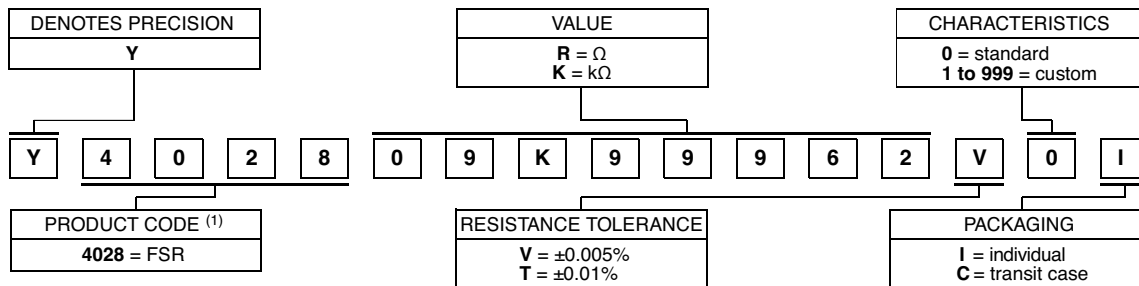 DENOTES PRECISION
Y
VALUE
R = Ω
K = kΩ
CHARACTERISTICS
0 = standard
1 to 999 = custom
Y 4 0 2 8 0 9 K 9 9 9 6 2 V 0 I
PRODUCT CODE (1)
4028 = FSR
RESISTANCE TOLERANCE
V = ±0.005%
T = ±0.01%
PACKAGING
I = individual
C = transit case